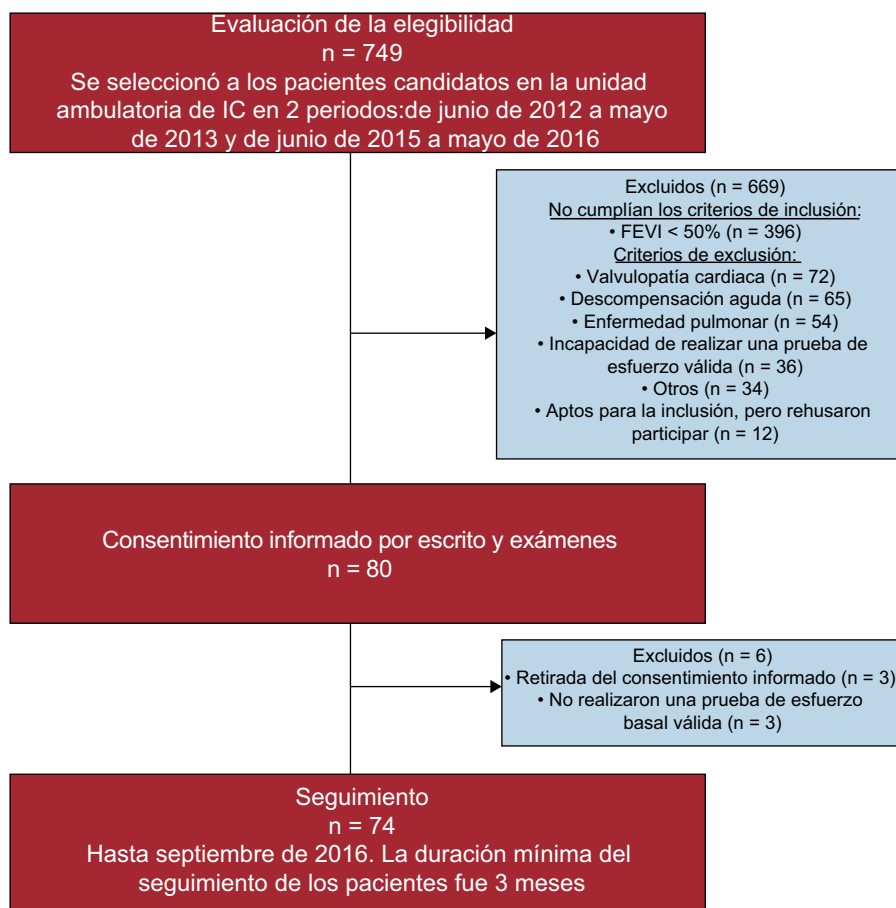 Evaluación de la elegibilidad
n = 749
Se seleccionó a los pacientes candidatos en la unidad
ambulatoria de IC en 2 periodos:de junio de 2012 a mayo
de 2013 y de junio de 2015 a mayo de 2016
Excluidos (n = 669)
No cumplían los criterios de inclusión:
• FEVI < 50% (n = 396)
Criterios de exclusión:
• Valvulopatía cardiaca (n = 72)
• Descompensación aguda (n = 65)
• Enfermedad pulmonar (n = 54)
• Incapacidad de realizar una prueba de
esfuerzo válida (n = 36)
• Otros (n = 34)
• Aptos para la inclusión, pero rehusaron
participar (n = 12)
Consentimiento informado por escrito y exámenes
n = 80
Excluidos (n = 6)
• Retirada del consentimiento informado (n = 3)
• No realizaron una prueba de esfuerzo
basal válida (n = 3)
Seguimiento
n = 74
Hasta septiembre de 2016. La duración mínima del
seguimiento de los pacientes fue 3 meses